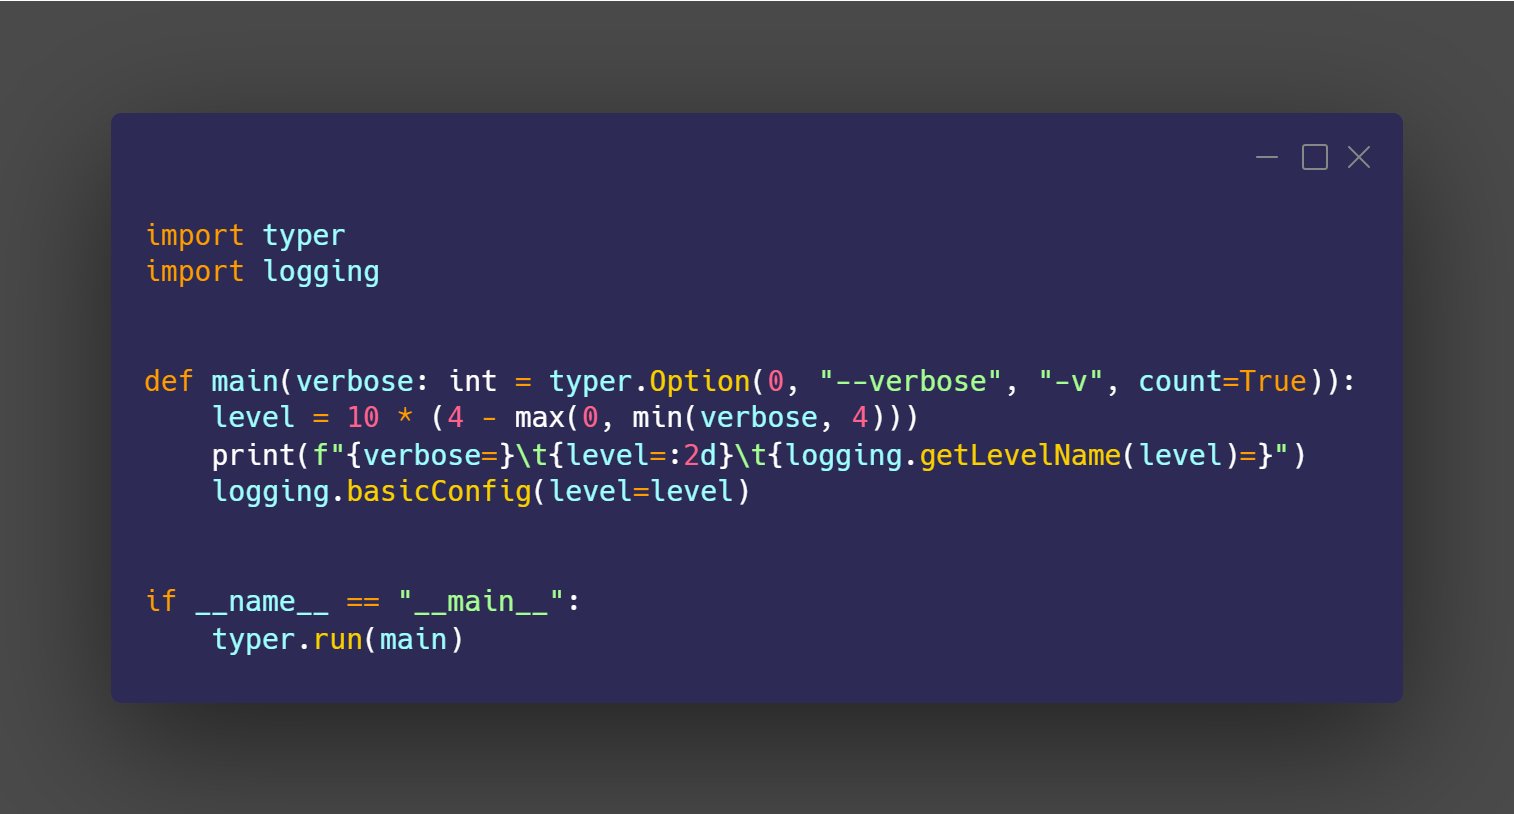 import typer
import logging
def main(verbose: int = typer.Option(0, "--verbose", "-v", count=True)):
    level = 10 * (4 - max(0, min(verbose, 4)))
    print(f"{verbose=}\t{level=:2d}\t{logging.getLevelName(level)=}")
    logging.basicConfig(level=level)
if __name__ == "__main__":
    typer.run(main)